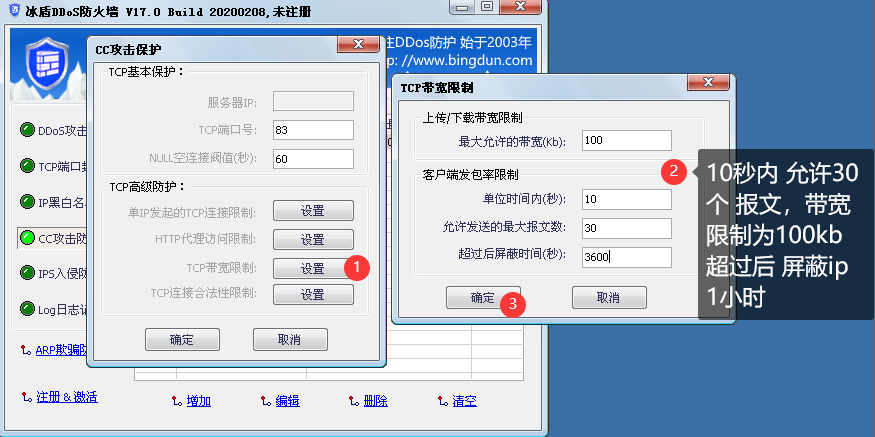 冰盾DDoS防火墙 V17.0 Build 20200208,未注册
主DDos防护 始于2003年
p: //www.bingdun.com
DDoS攻击
TCP端口封
IP黑白名
CC攻击防
IPS入侵防
Log日志记
ARP欺骗防
注册 & 激活
增加
编辑
删除
清空
CC攻击保护
TCP基本保护：
服务器IP:
TCP端口号:
83
NULL空连接阀值(秒):
60
TCP高级防护：
单IP发起的TCP连接限制:
设置
HTTP代理访问限制:
设置
TCP带宽限制:
设置
1
TCP连接合法性限制:
设置
确定
取消
TCP带宽限制
上传/下载带宽限制
最大允许的带宽(Kb):
100
客户端发包率限制
单位时间内(秒):
10
允许发送的最大报文数:
30
超过后屏蔽时间(秒):
3600
确定
取消
3
2
10秒内 允许30
个 报文，带宽
限制为100kb
超过后 屏蔽ip
1小时